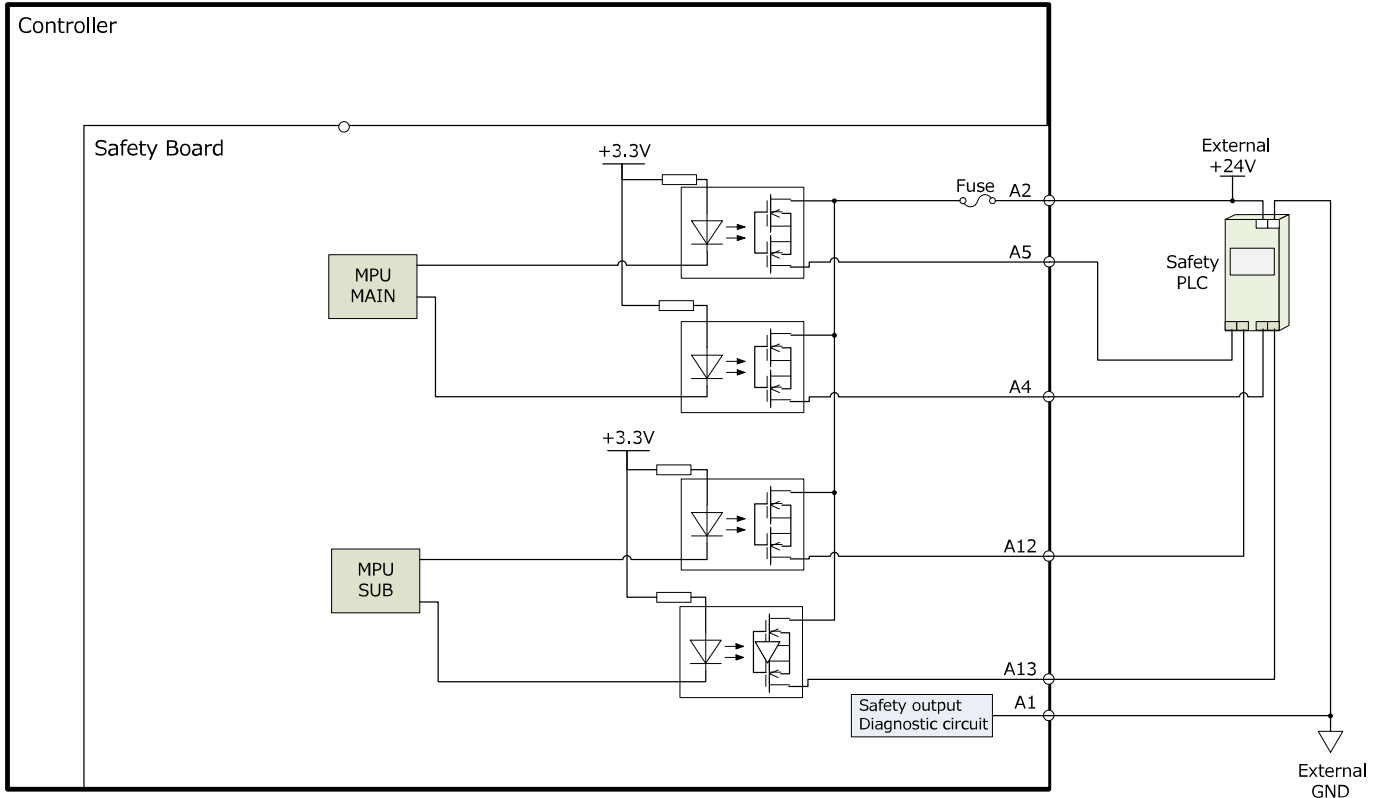 Controller
Safety Board
+3.3V
External
+24V
Fuse
A2
A5
Safety
PLC
MPU
MAIN
A4
+3.3V
A12
MPU
SUB
A13
Safety output
Diagnostic circuit
A1
External
GND